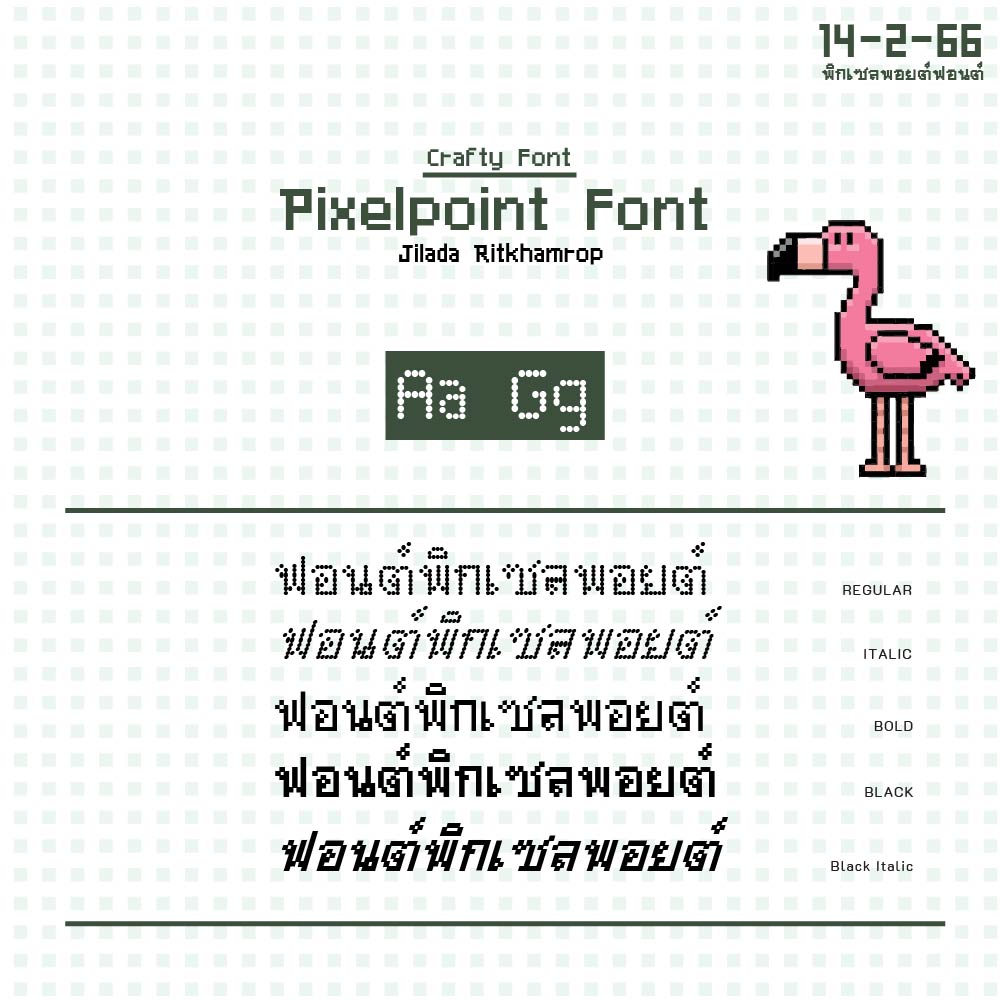 14-2-66
พิกเซลพอยต์ฟอนต์
Crafty Font
Pixelpoint Font
Jilada Ritkhamrop
Aa Gg
ฟอนต์พิกเซลพอยต์
REGULAR
ฟอนต์พิกเซลพอยต์
ITALIC
ฟอนต์พิกเซลพอยต์
BOLD
ฟอนต์พิกเซลพอยต์
BLACK
ฟอนต์พิกเซลพอยต์
Black Italic